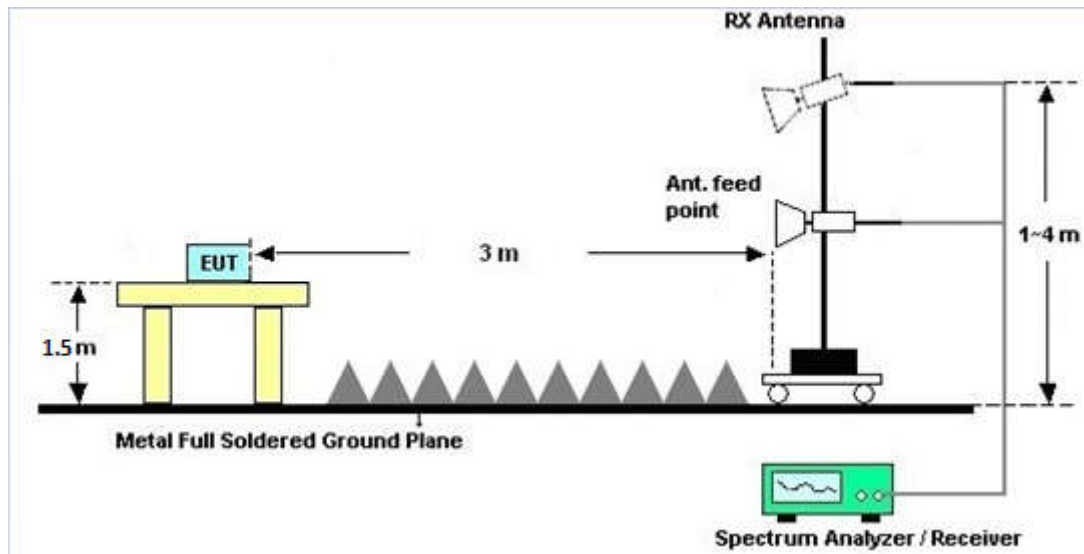 RX Antenna
Ant. feed
point
3 m
1~4 m
EUT
1.5 m
Metal Full Soldered Ground Plane
Spectrum Analyzer / Receiver